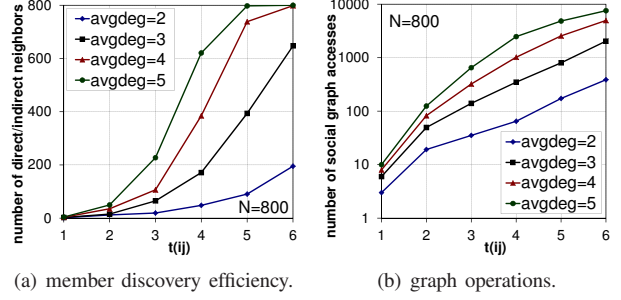 number of direct/indirect neighbors
800
600
400
200
0
avgdeg=2
avgdeg=3
avgdeg=4
avgdeg=5
N=800
1 2 3 4 5 6
t(ij)
(a) member discovery efficiency.
number of social graph accesses
10000
1000
100
10
1
N=800
avgdeg=2
avgdeg=3
avgdeg=4
avgdeg=5
1 2 3 4 5 6
t(ij)
(b) graph operations.